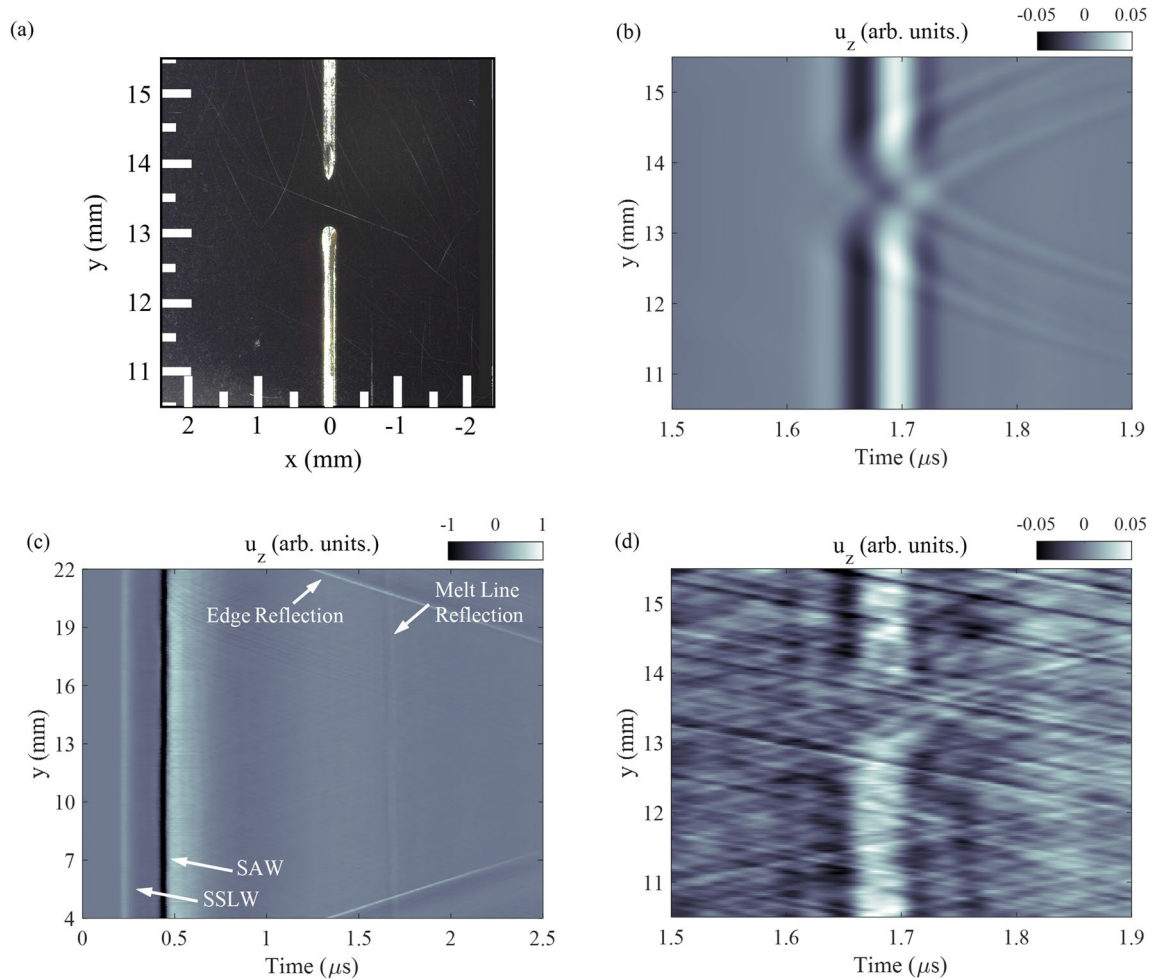 (a)
15
14
13
12
11
y (mm)
2 1 0 -1 -2
x (mm)
(b)
u_z (arb. units.)
-0.05 0 0.05
15
14
13
12
11
y (mm)
1.5 1.6 1.7 1.8 1.9
Time (μs)
(c)
u_z (arb. units.)
-1 0 1
22
19
16
13
10
7
4
y (mm)
Edge Reflection
Melt Line
Reflection
SAW
SSLW
0 0.5 1 1.5 2 2.5
Time (μs)
(d)
u_z (arb. units.)
-0.05 0 0.05
15
14
13
12
11
y (mm)
1.5 1.6 1.7 1.8 1.9
Time (μs)